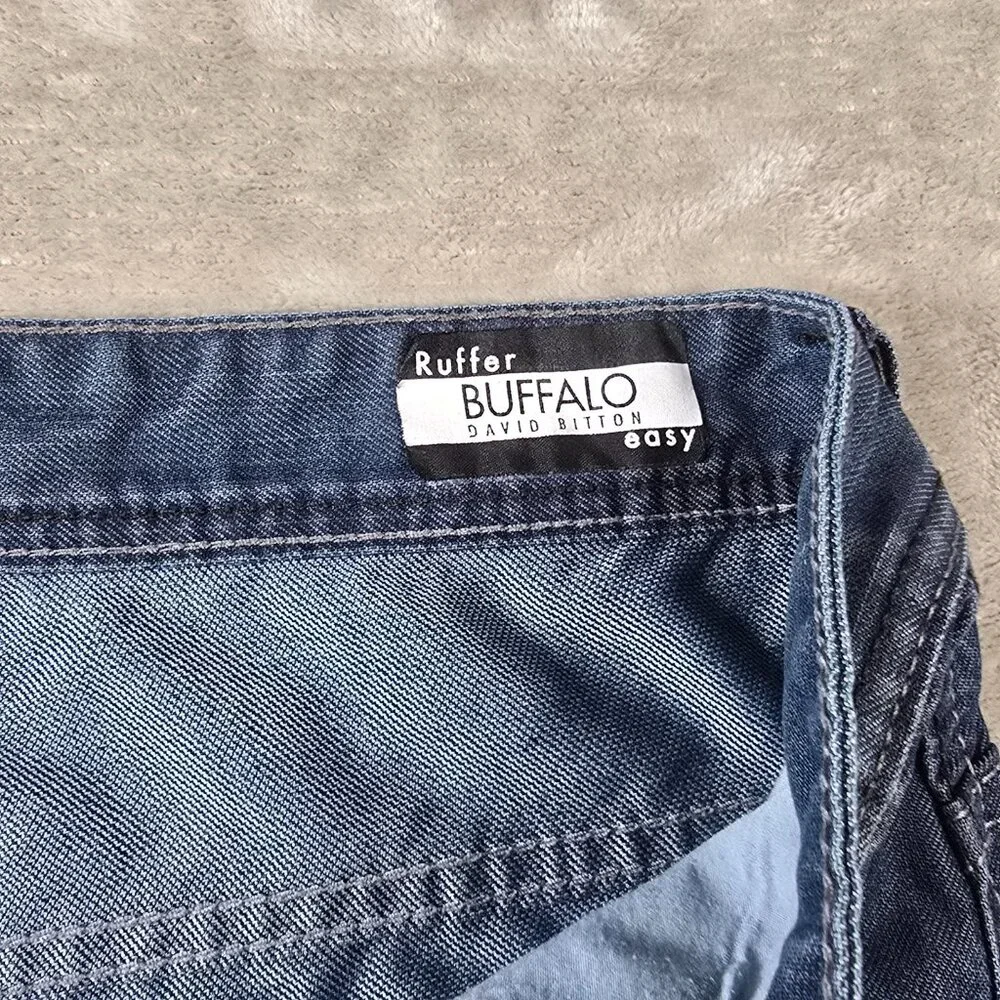 Ruffer
BUFFALO
DAVID BITTON
easy